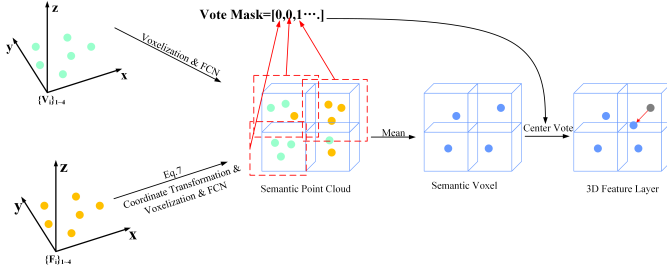 Vote Mask=[0,0,1···.]
z
y
x
{V_i}1~4
Voxelization & FCN
Mean
Center Vote
Semantic Point Cloud
Semantic Voxel
3D Feature Layer
z
y
x
{F_i}1~4
Eq.7
Coordinate Transformation &
Voxelization & FCN